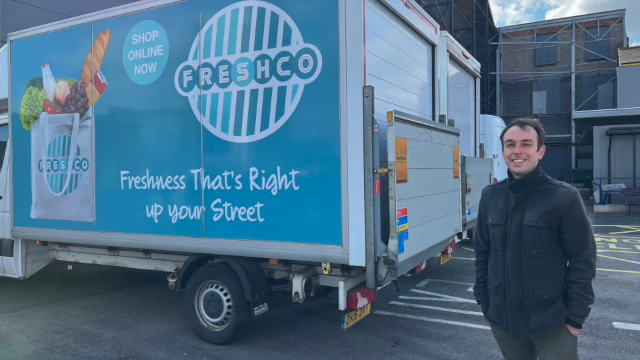 SHOP
ONLINE
NOW
FRESHCO
FRESHCO
Freshness That's Right
up your Street